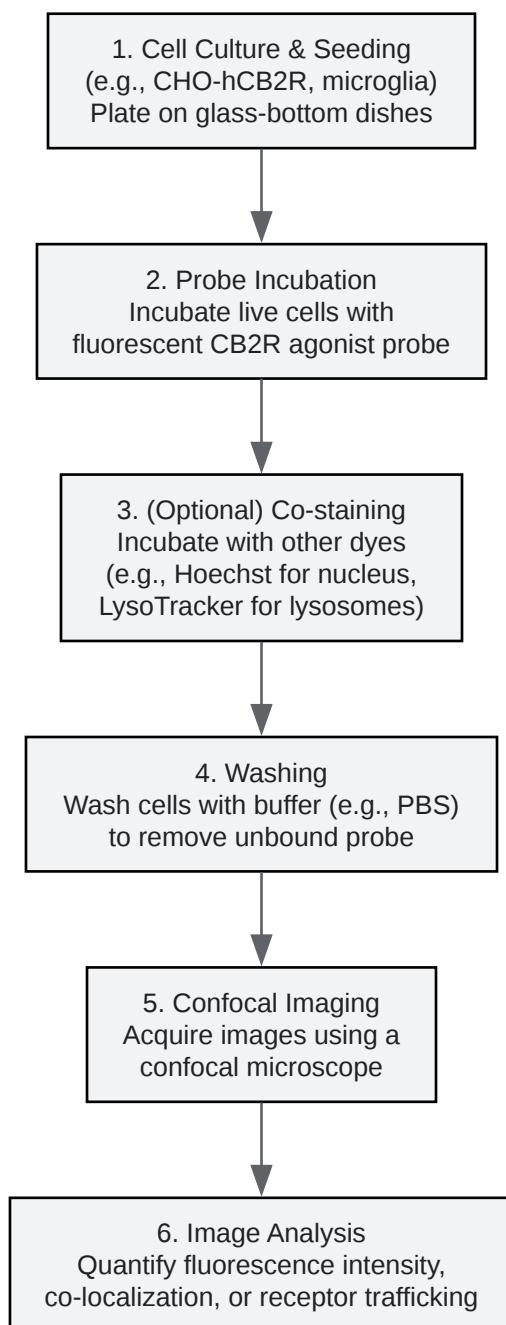 1. Cell Culture & Seeding
(e.g., CHO-hCB2R, microglia)
Plate on glass-bottom dishes
2. Probe Incubation
Incubate live cells with
fluorescent CB2R agonist probe
3. (Optional) Co-staining
Incubate with other dyes
(e.g., Hoechst for nucleus,
LysoTracker for lysosomes)
4. Washing
Wash cells with buffer (e.g., PBS)
to remove unbound probe
5. Confocal Imaging
Acquire images using a
confocal microscope
6. Image Analysis
Quantify fluorescence intensity,
co-localization, or receptor trafficking